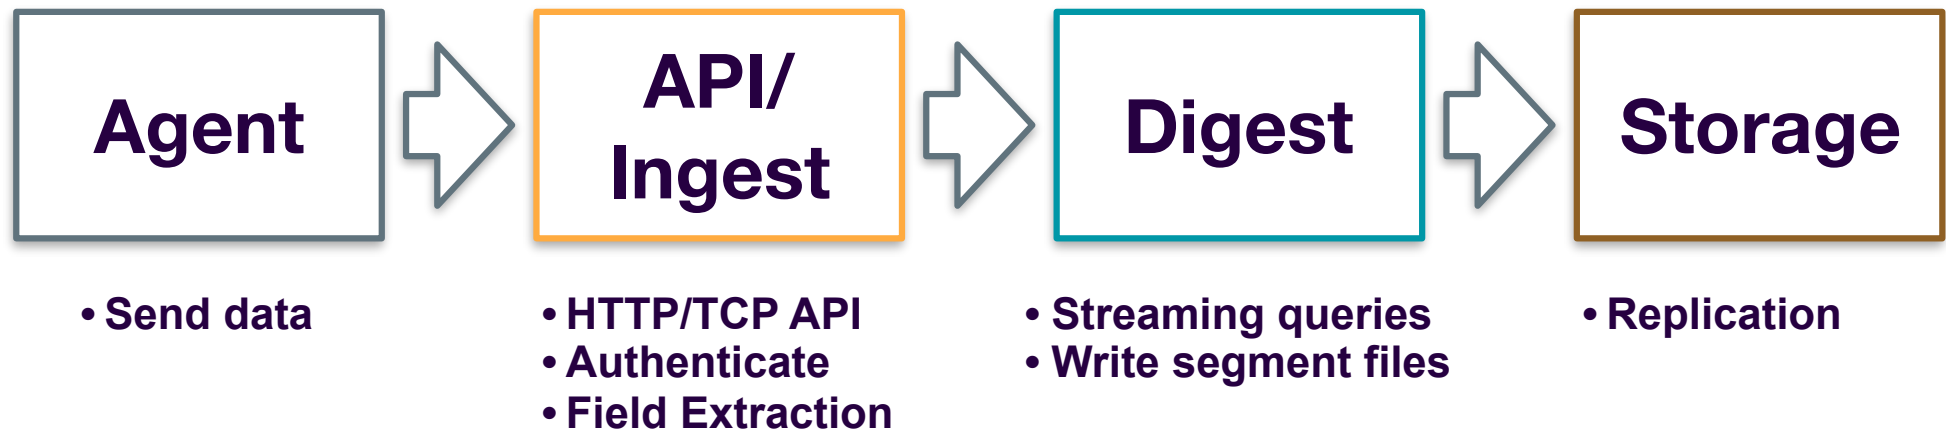 Agent
API/
Ingest
Digest
Storage
• Send data
• HTTP/TCP API
• Authenticate
• Field Extraction
• Streaming queries
• Write segment files
• Replication